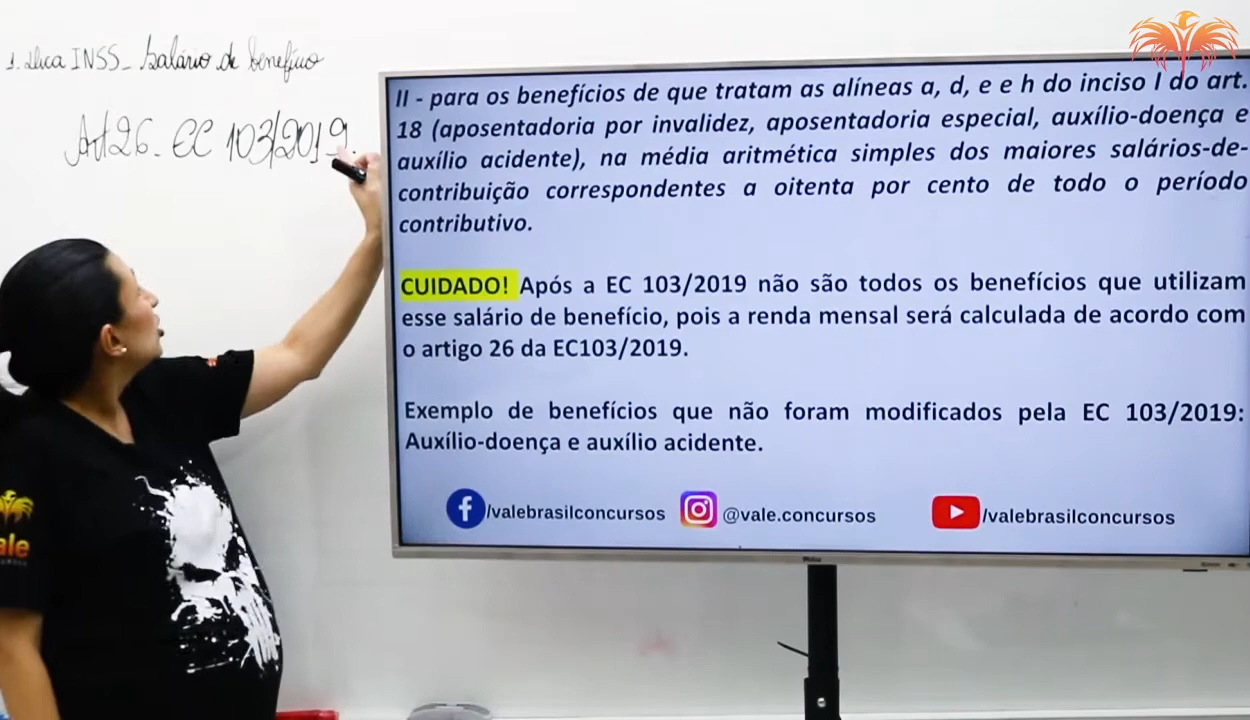 1. Dica INSS - Salário de benefício
Art 26 - EC 103/2019.
II - para os benefícios de que tratam as alíneas a, d, e e h do inciso I do art.
18 (aposentadoria por invalidez, aposentadoria especial, auxílio-doença e
auxílio acidente), na média aritmética simples dos maiores salários-de-
contribuição correspondentes a oitenta por cento de todo o período
contributivo.
CUIDADO! Após a EC 103/2019 não são todos os benefícios que utilizam
esse salário de benefício, pois a renda mensal será calculada de acordo com
o artigo 26 da EC103/2019.
Exemplo de benefícios que não foram modificados pela EC 103/2019:
Auxílio-doença e auxílio acidente.
/valebrasilconcursos @vale.concursos /valebrasilconcursos